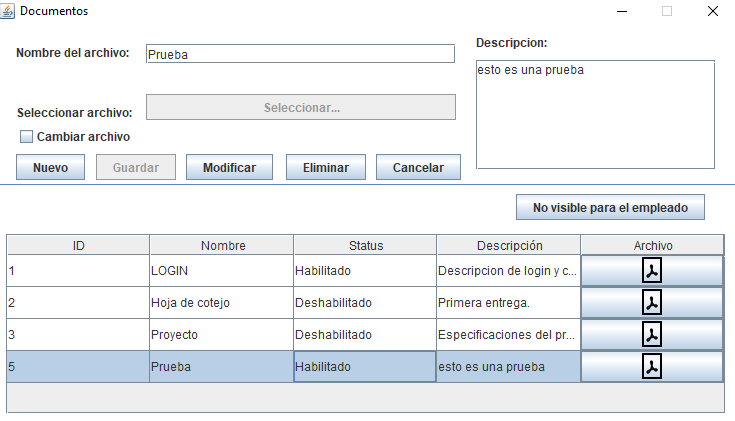 Documentos
Descripcion:
Nombre del archivo: Prueba
esto es una prueba
Seleccionar archivo: Seleccionar...
Cambiar archivo
Nuevo Guardar Modificar Eliminar Cancelar
No visible para el empleado
ID Nombre Status Descripción Archivo
1 LOGIN Habilitado Descripcion de login y c...
2 Hoja de cotejo Deshabilitado Primera entrega.
3 Proyecto Deshabilitado Especificaciones del pr...
5 Prueba Habilitado esto es una prueba